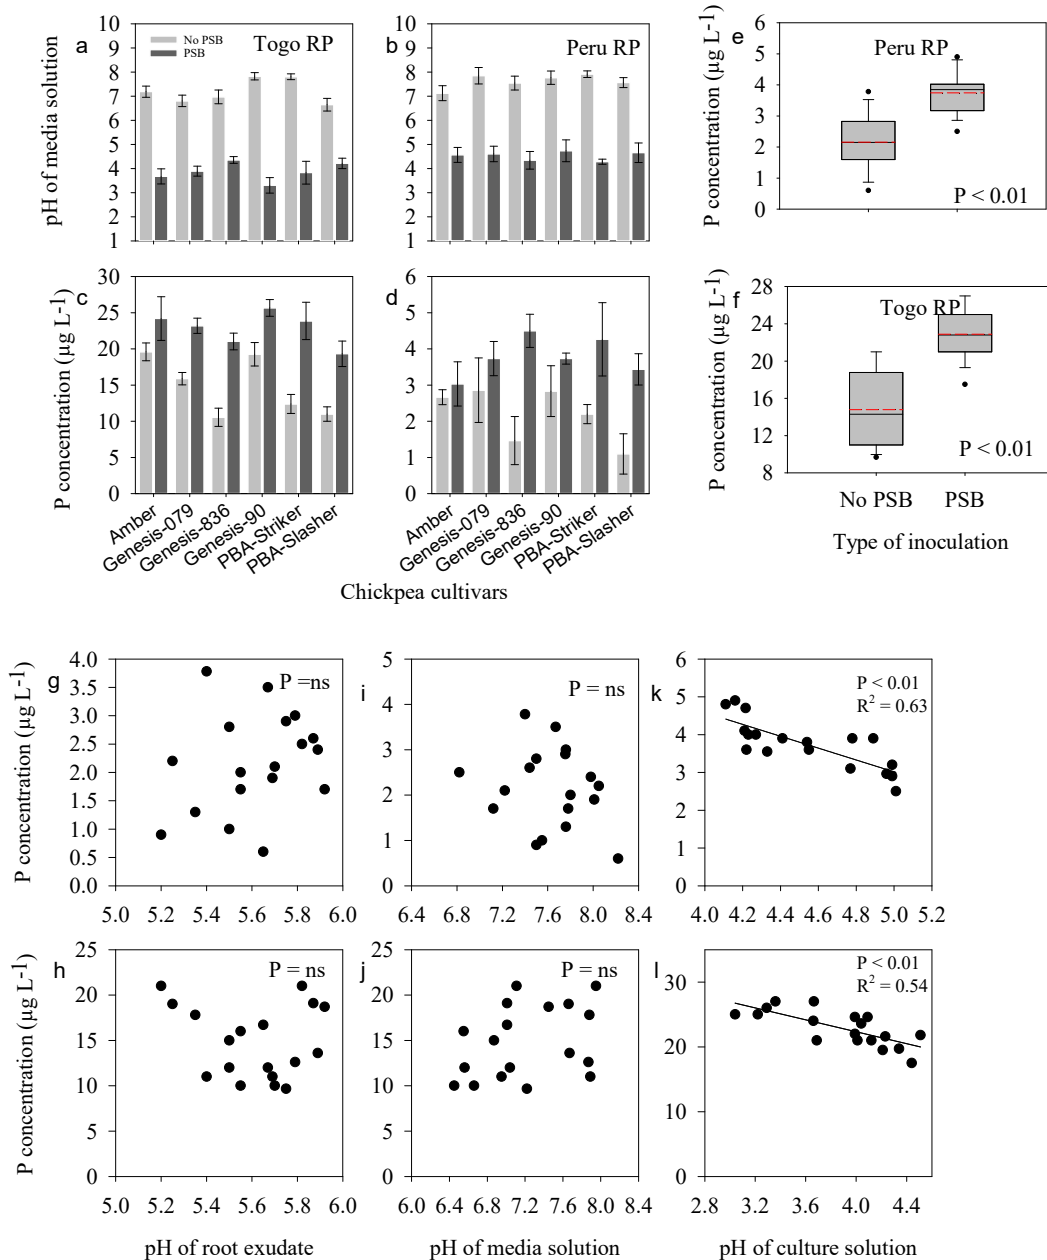 a
No PSB
PSB
Togo RP
10
9
8
7
6
5
4
3
2
1
pH of media solution
b
Peru RP
10
9
8
7
6
5
4
3
2
1
e
Peru RP
6
5
4
3
2
1
0
P concentration (µg L-1)
P < 0.01
c
30
25
20
15
10
5
0
P concentration (µg L-1)
Amber
Genesis-079
Genesis-836
Genesis-90
PBA-Striker
PBA-Slasher
d
6
5
4
3
2
1
0
Amber
Genesis-079
Genesis-836
Genesis-90
PBA-Striker
PBA-Slasher
Chickpea cultivars
f
Togo RP
28
24
20
16
12
8
P concentration (µg L-1)
P < 0.01
No PSB PSB
Type of inoculation
g
P =ns
4.0
3.5
3.0
2.5
2.0
1.5
1.0
0.5
0.0
P concentration (µg L-1)
5.0 5.2 5.4 5.6 5.8 6.0
i
P = ns
5
4
3
2
1
0
6.4 6.8 7.2 7.6 8.0 8.4
k
P < 0.01
R2 = 0.63
6
5
4
3
2
1
0
4.0 4.2 4.4 4.6 4.8 5.0 5.2
h
P = ns
25
20
15
10
5
0
P concentration (µg L-1)
5.0 5.2 5.4 5.6 5.8 6.0
pH of root exudate
j
P = ns
25
20
15
10
5
0
6.0 6.4 6.8 7.2 7.6 8.0 8.4
pH of media solution
l
P < 0.01
R2 = 0.54
30
20
10
0
2.8 3.2 3.6 4.0 4.4
pH of culture solution